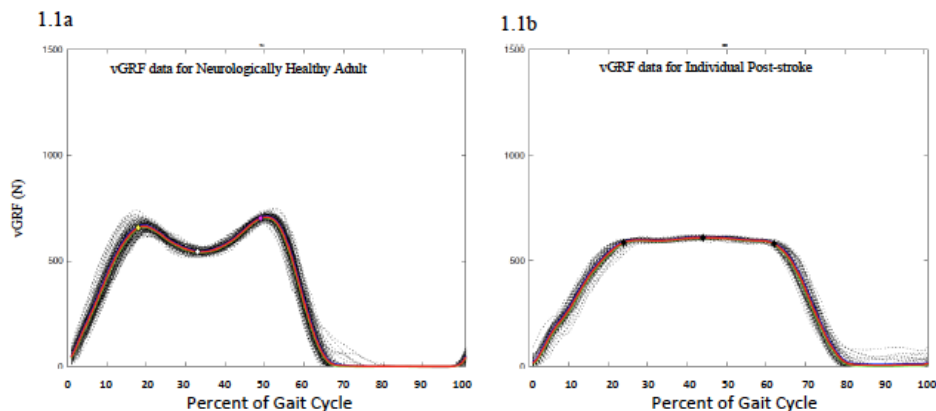 1.1a
vGRF data for Neurologically Healthy Adult
1500
1000
500
0
vGRF (N)
0 10 20 30 40 50 60 70 80 90 100
Percent of Gait Cycle
1.1b
vGRF data for Individual Post-stroke
1500
1000
500
0
0 10 20 30 40 50 60 70 80 90 100
Percent of Gait Cycle